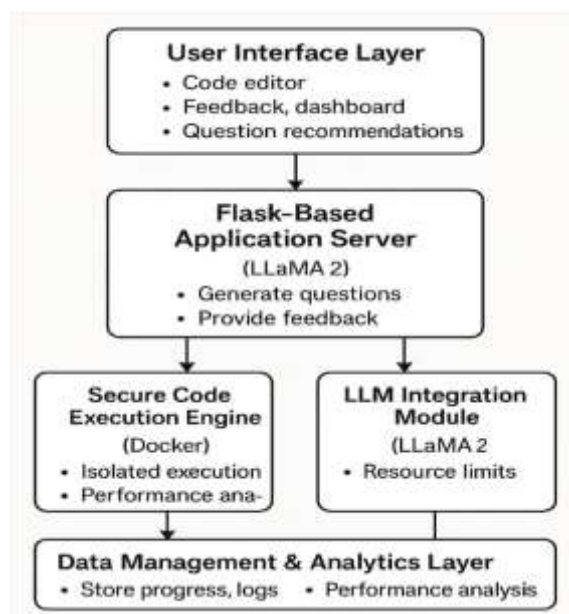 User Interface Layer
• Code editor
• Feedback, dashboard
• Question recommendations
Flask-Based
Application Server
(LLaMA 2)
• Generate questions
• Provide feedback
Secure Code
Execution Engine
(Docker)
• Isolated execution
• Performance ana-
LLM Integration
Module
(LLaMA 2
• Resource limits
Data Management & Analytics Layer
• Store progress, logs • Performance analysis